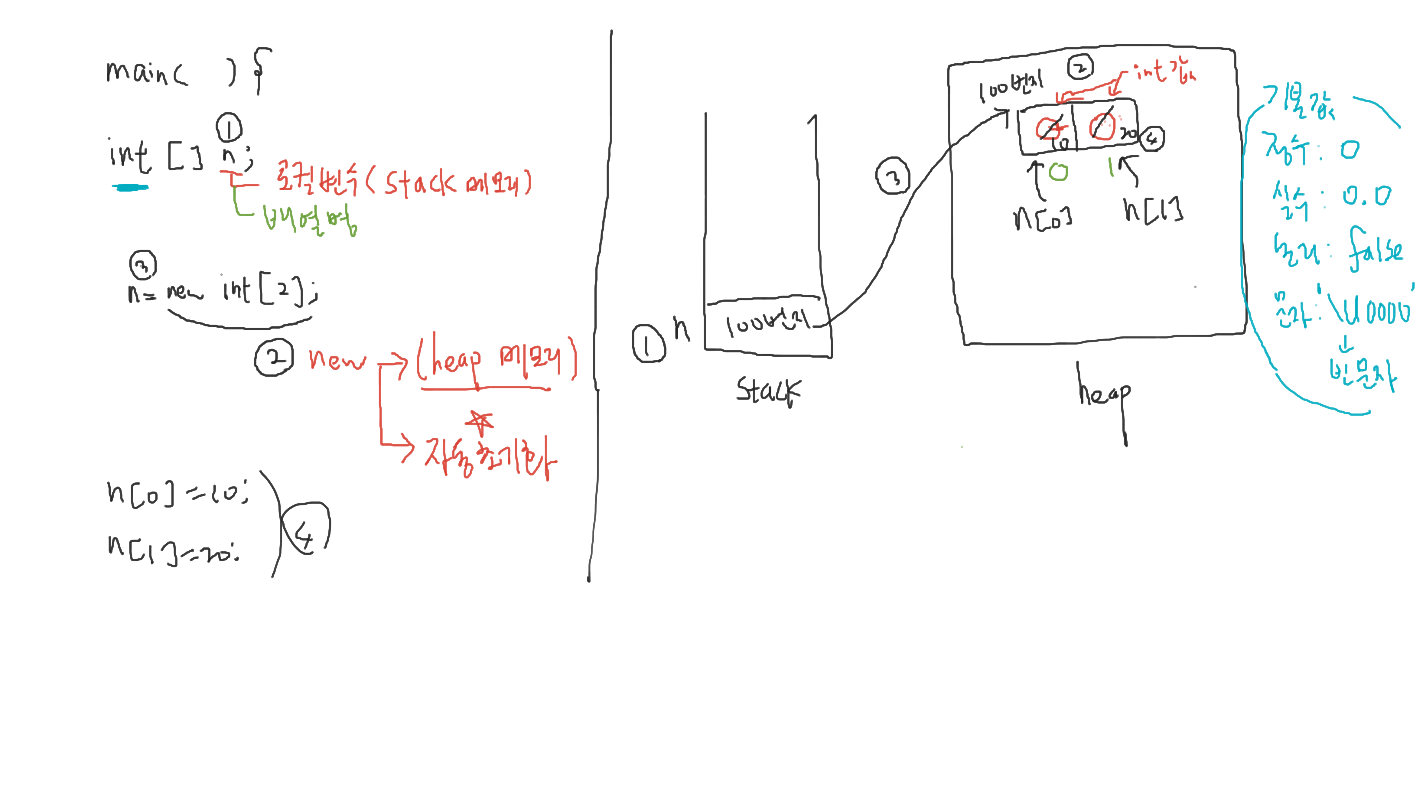 main( ) {
①
int [] n;
로컬변수(stack 메모리)
배열명
③
n = new int[2];
② new → (heap 메모리)
☆
→ 자동초기화
n[0]=10;
n[1]=20;
④
① n 100번지
stack
③
100번지 ② int값
0 10 0 20 ④
0 1
n[0] n[1]
heap
기본값
정수: 0
실수: 0.0
논리: false
문자: '\u0000'
↓
빈문자